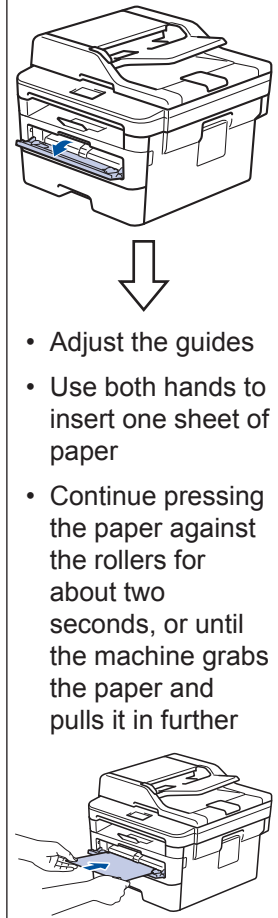 • Adjust the guides
• Use both hands to
insert one sheet of
paper
• Continue pressing
the paper against
the rollers for
about two
seconds, or until
the machine grabs
the paper and
pulls it in further